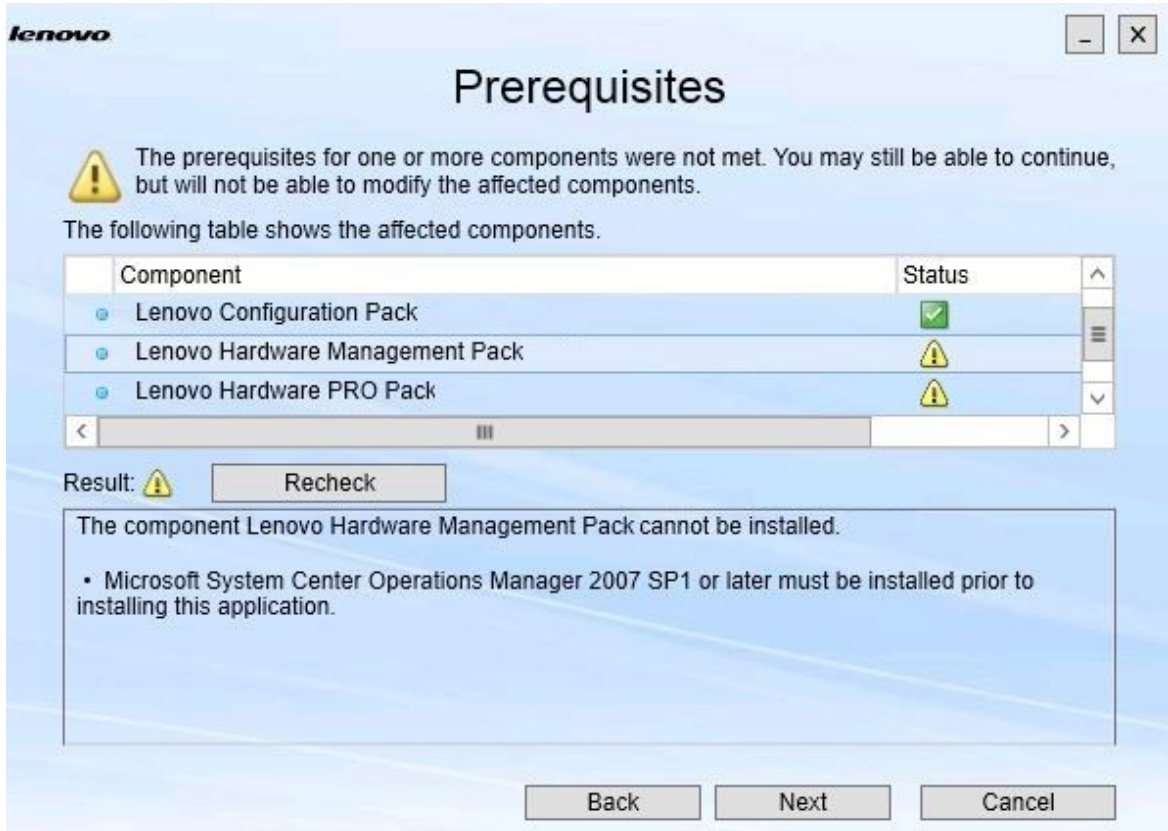 lenovo
Prerequisites
The prerequisites for one or more components were not met. You may still be able to continue,
but will not be able to modify the affected components.
The following table shows the affected components.
Component Status
Lenovo Configuration Pack
Lenovo Hardware Management Pack
Lenovo Hardware PRO Pack
Result: Recheck
The component Lenovo Hardware Management Pack cannot be installed.
• Microsoft System Center Operations Manager 2007 SP1 or later must be installed prior to
installing this application.
Back Next Cancel